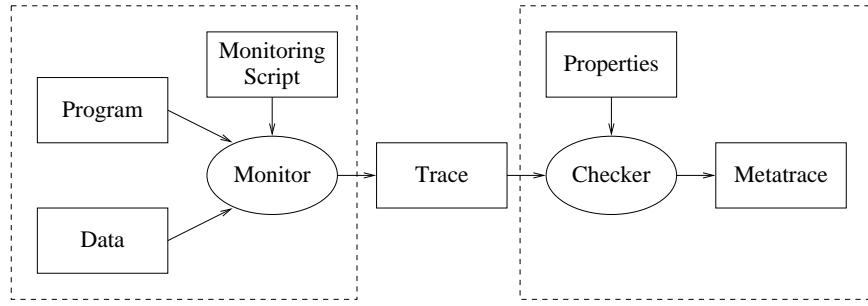 Monitoring
Script
Properties
Program
Monitor
Trace
Checker
Metatrace
Data